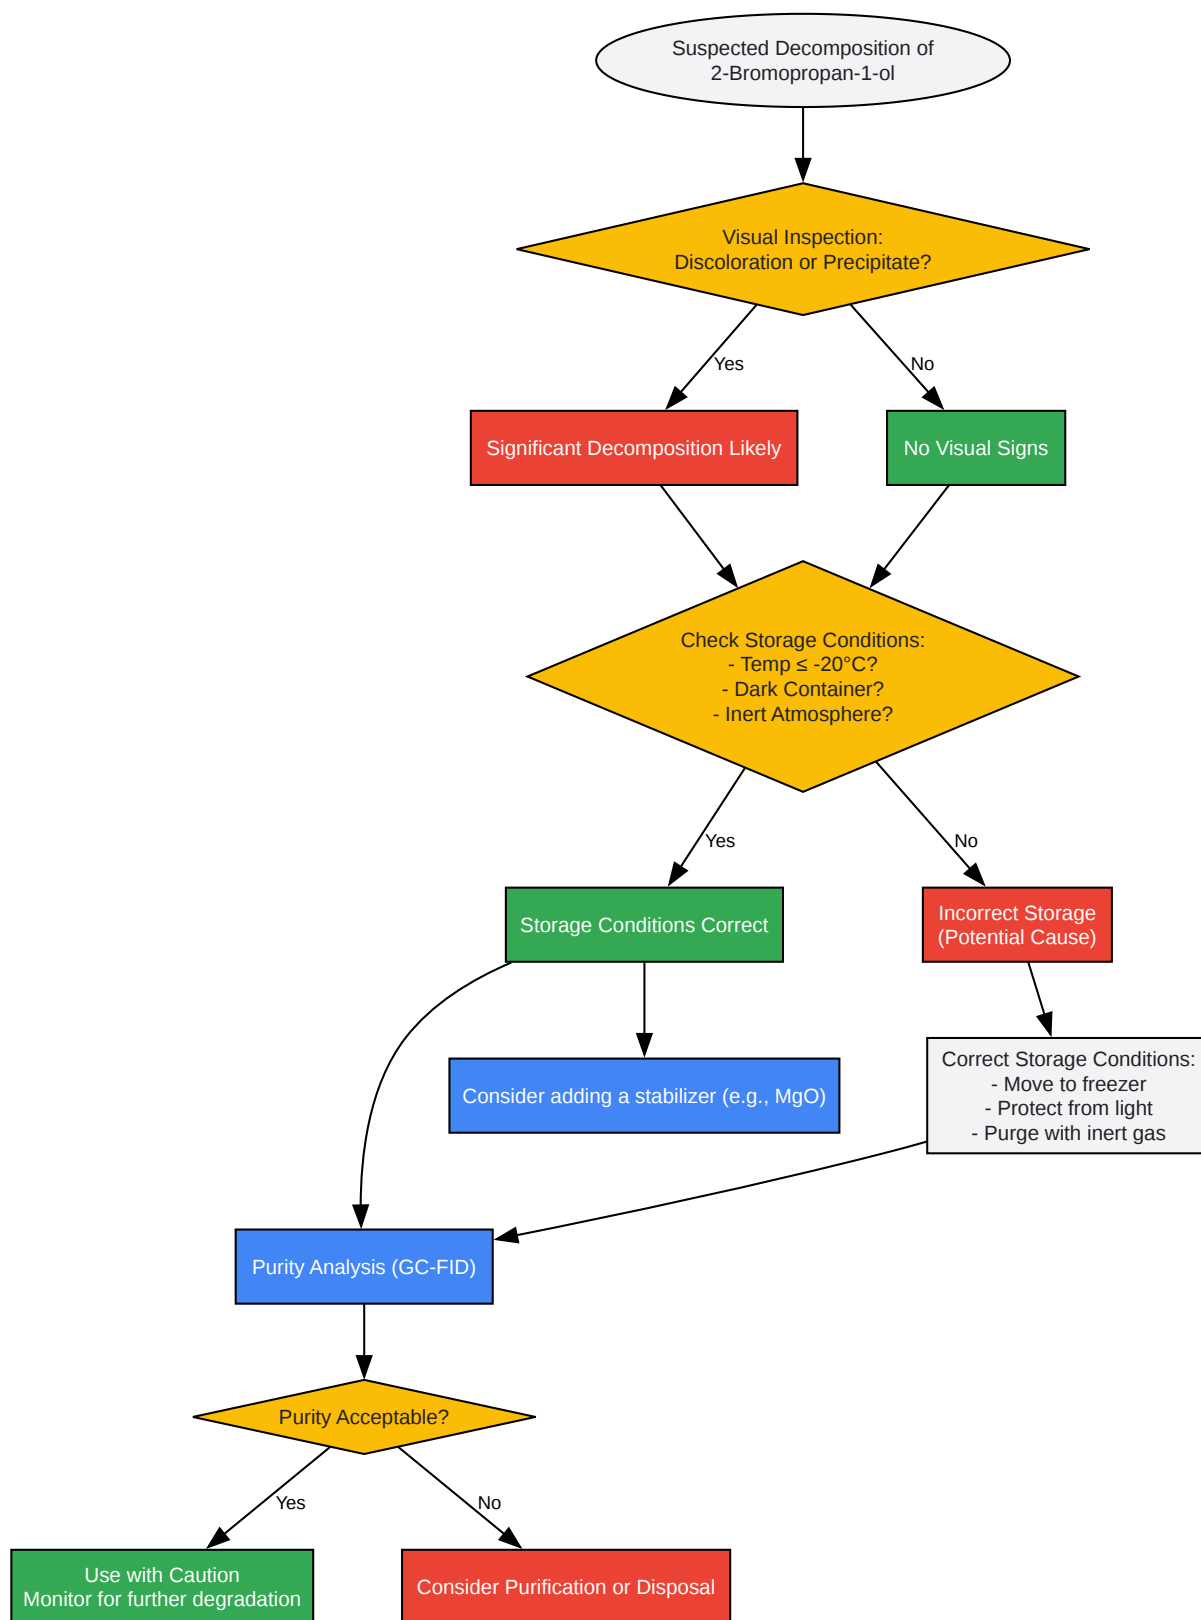 Suspected Decomposition of
2-Bromopropan-1-ol
Visual Inspection:
Discoloration or Precipitate?
Yes
No
Significant Decomposition Likely
No Visual Signs
Check Storage Conditions:
- Temp ≤ -20°C?
- Dark Container?
- Inert Atmosphere?
Yes
No
Storage Conditions Correct
Incorrect Storage
(Potential Cause)
Consider adding a stabilizer (e.g., MgO)
Correct Storage Conditions:
- Move to freezer
- Protect from light
- Purge with inert gas
Purity Analysis (GC-FID)
Purity Acceptable?
Yes
No
Use with Caution
Monitor for further degradation
Consider Purification or Disposal